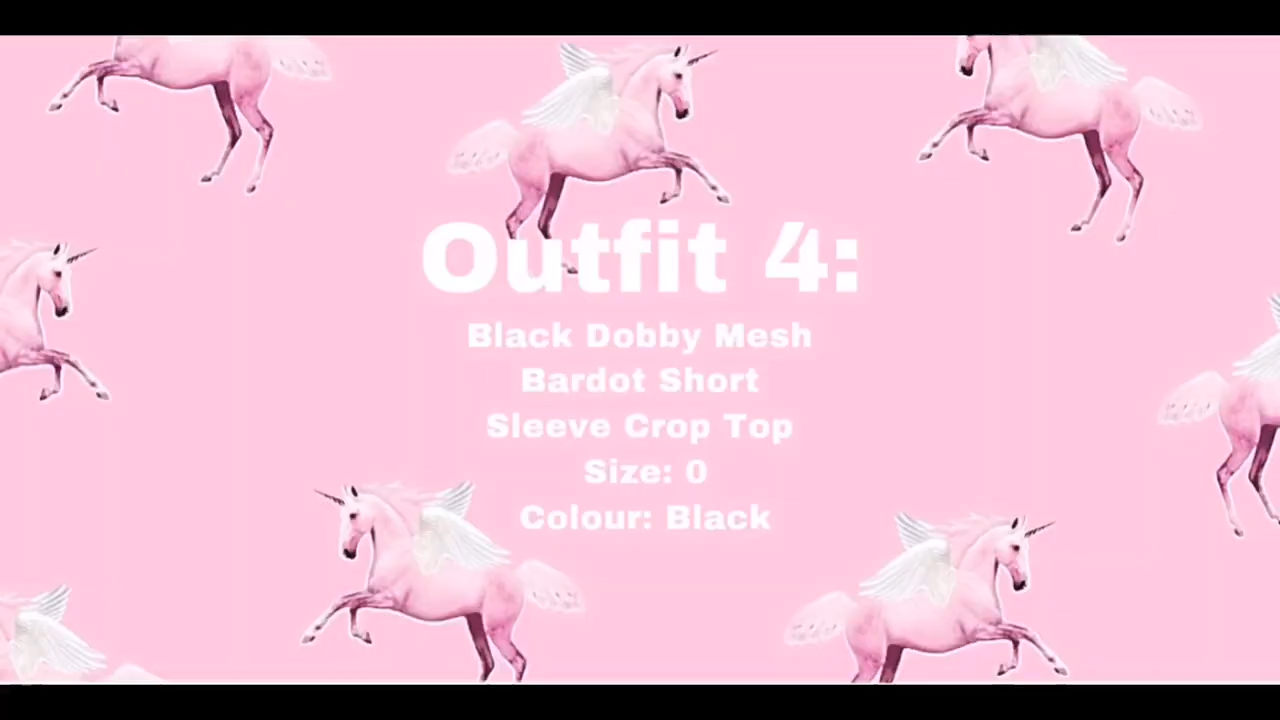 Outfit 4:
Black Dobby Mesh
Bardot Short
Sleeve Crop Top
Size: 0
Colour: Black